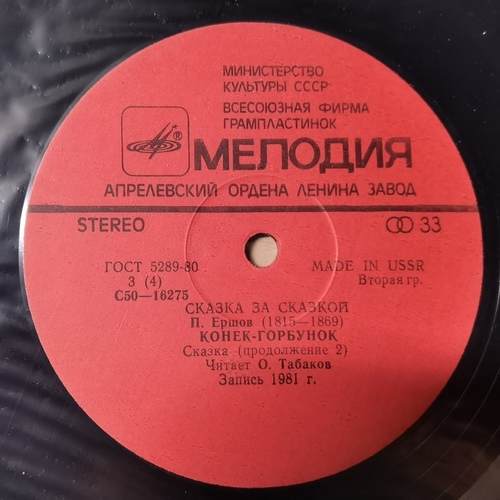 МИНИСТЕРСТВО
КУЛЬТУРЫ СССР
ВСЕСОЮЗНАЯ ФИРМА
ГРАМПЛАСТИНОК
МЕЛОДИЯ
АПРЕЛЕВСКИЙ ОРДЕНА ЛЕНИНА ЗАВОД
STEREO
33
ГОСТ 5289-80
MADE IN USSR
3 (4)
Вторая гр.
С50—16275
СКАЗКА ЗА СКАЗКОЙ
П. Ершов (1815—1869)
КОНЕК-ГОРБУНОК
Сказка (продолжение 2)
Читает О. Табаков
Запись 1981 г.